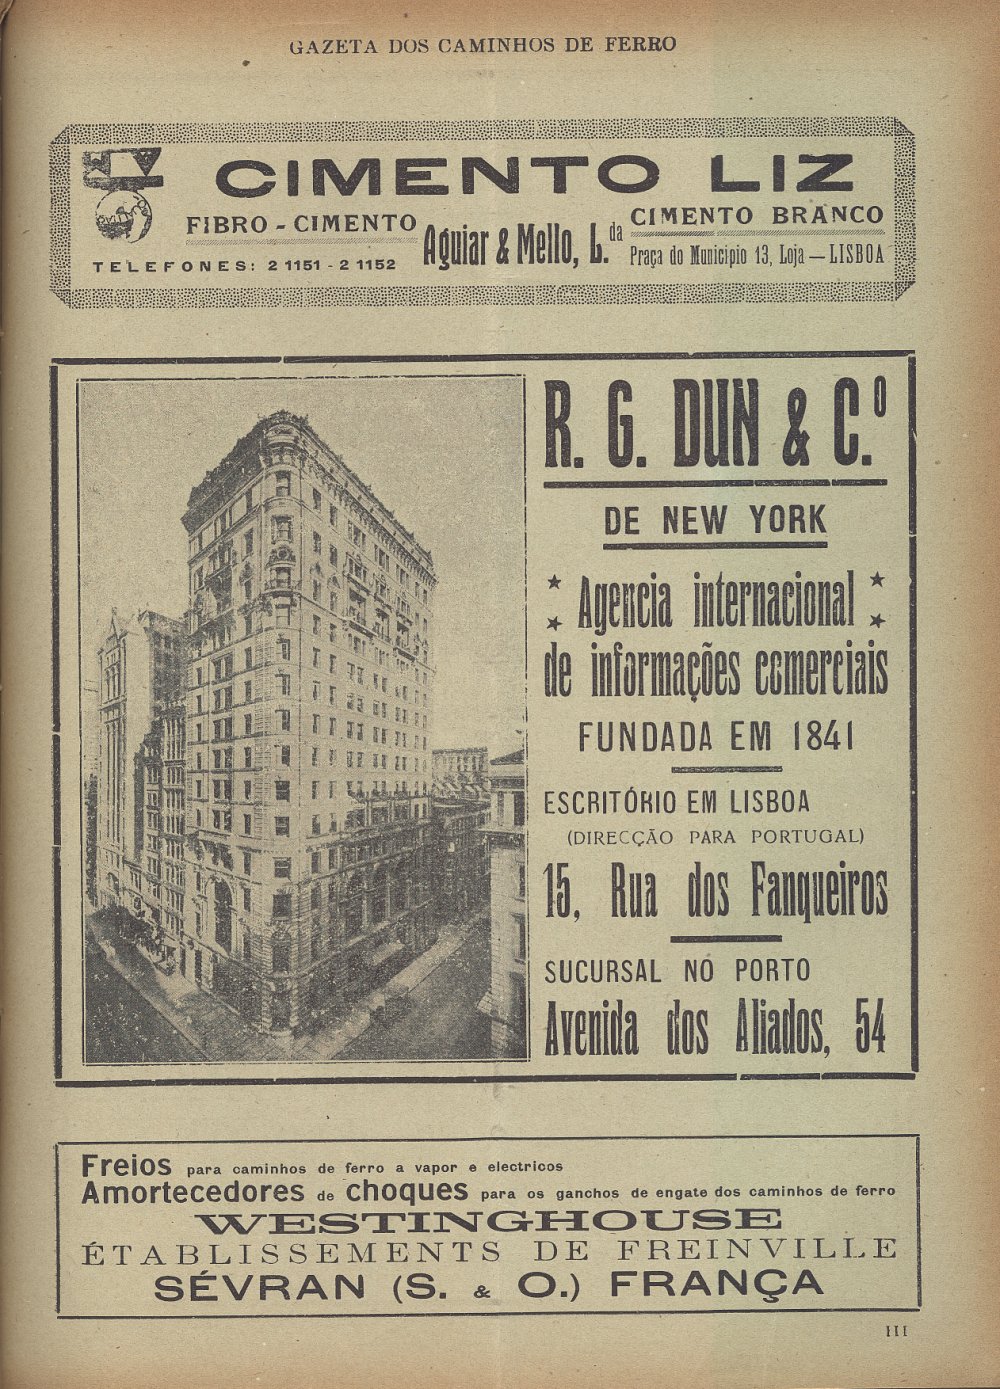 GAZETA DOS CAMINHOS DE FERRO
CIMENTO LIZ
FIBRO - CIMENTO
Aguiar & Mello, L.da
CIMENTO BRANCO
TELEFONES: 2 1151 - 2 1152
Praça do Municipio 13, Loja — LISBOA
R. G. DUN & C.º
DE NEW YORK
Agencia internacional
de informações comerciais
FUNDADA EM 1841
ESCRITÓRIO EM LISBOA
(DIRECÇÃO PARA PORTUGAL)
15, Rua dos Fanqueiros
SUCURSAL NO PORTO
Avenida dos Aliados, 54
Freios para caminhos de ferro a vapor e electricos
Amortecedores de choques para os ganchos de engate dos caminhos de ferro
WESTINGHOUSE
ÉTABLISSEMENTS DE FREINVILLE
SÉVRAN (S. & O.) FRANÇA
III